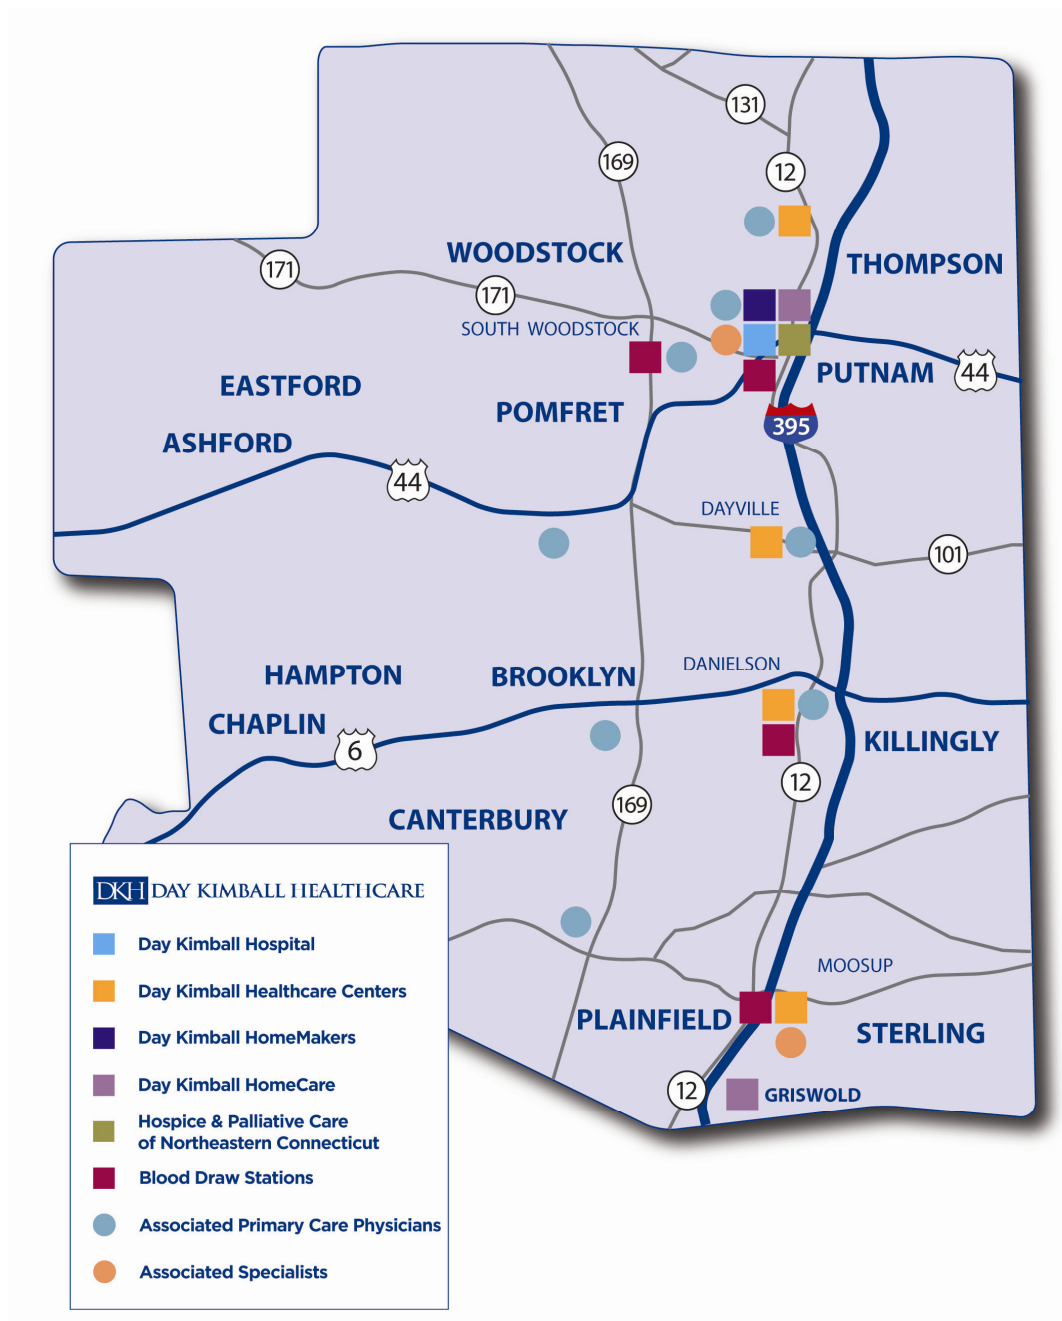 131
169
12
WOODSTOCK
THOMPSON
171
171
SOUTH WOODSTOCK
EASTFORD
PUTNAM
44
POMFRET
395
ASHFORD
44
DAYVILLE
101
HAMPTON
BROOKLYN
DANIELSON
CHAPLIN
6
KILLINGLY
12
169
CANTERBURY
DKH DAY KIMBALL HEALTHCARE
Day Kimball Hospital
Day Kimball Healthcare Centers
Day Kimball HomeMakers
Day Kimball HomeCare
Hospice & Palliative Care
of Northeastern Connecticut
Blood Draw Stations
Associated Primary Care Physicians
Associated Specialists
MOOSUP
PLAINFIELD
STERLING
12
GRISWOLD